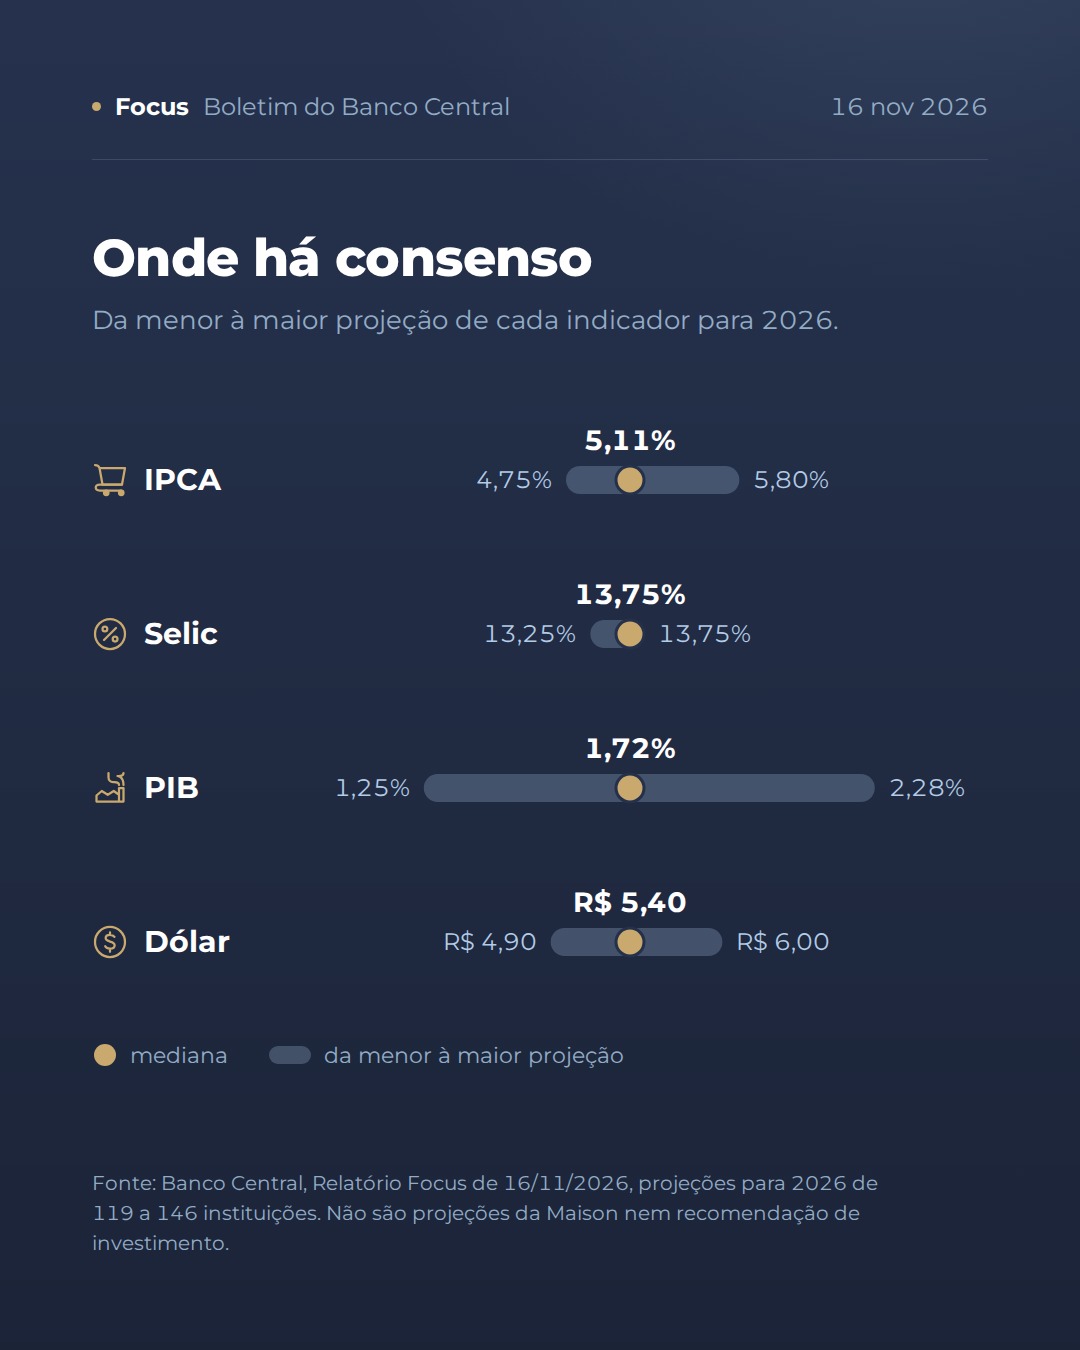 Focus Boletim do Banco Central 16 nov 2026
Onde há consenso
Da menor à maior projeção de cada indicador para 2026.
5,11%
IPCA 4,75% 5,80%
13,75%
Selic 13,25% 13,75%
1,72%
PIB 1,25% 2,28%
R$ 5,40
Dólar R$ 4,90 R$ 6,00
mediana da menor à maior projeção
Fonte: Banco Central, Relatório Focus de 16/11/2026, projeções para 2026 de
119 a 146 instituições. Não são projeções da Maison nem recomendação de
investimento.